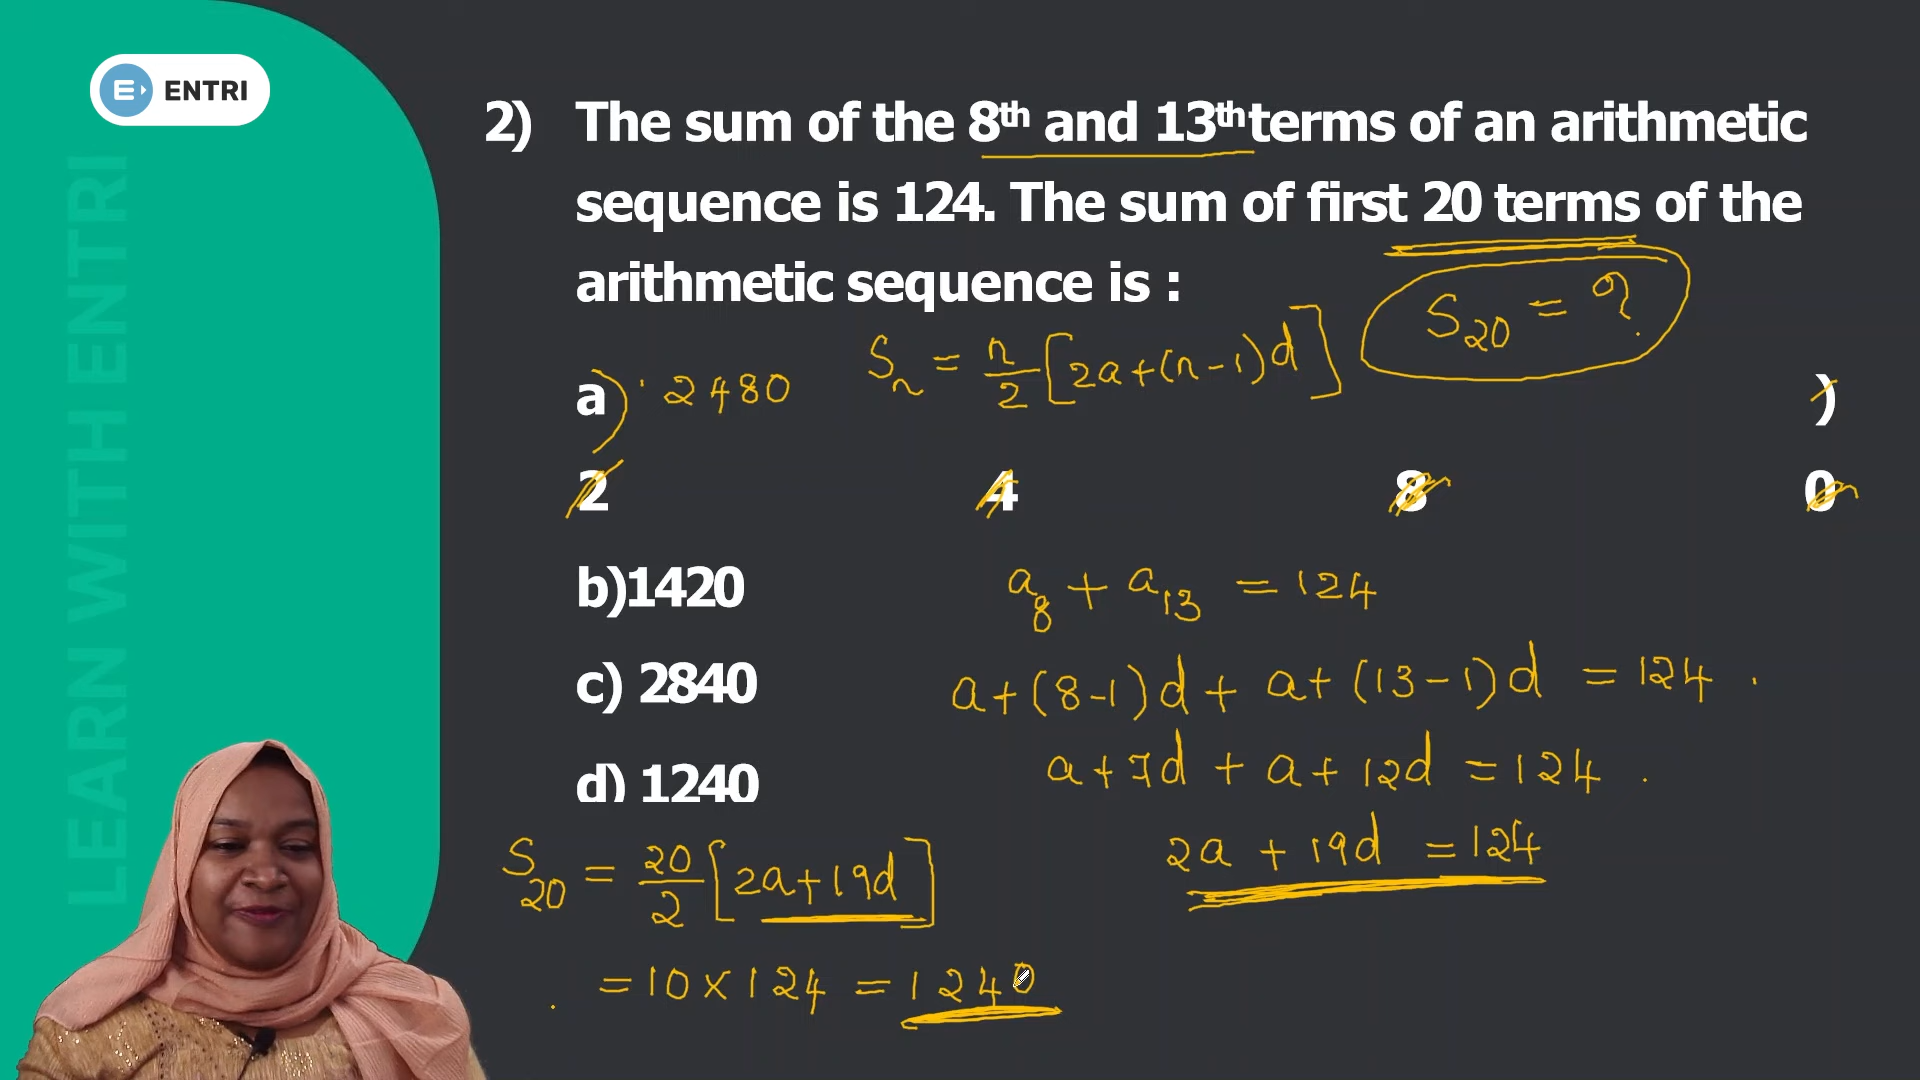 ENTRI
LEARN WITH ENTRI
2) The sum of the 8th and 13th terms of an arithmetic
sequence is 124. The sum of first 20 terms of the
arithmetic sequence is :
S20 = ?
Sn = n/2 [2a+(n-1)d]
a) 2480 )
2 4 8 0
b)1420
a8 + a13 = 124
c) 2840
a+(8-1)d + a+(13-1)d = 124
d) 1240
a+7d + a+12d = 124
2a + 19d = 124
S20 = 20/2 [2a+19d]
= 10 x 124 = 1240